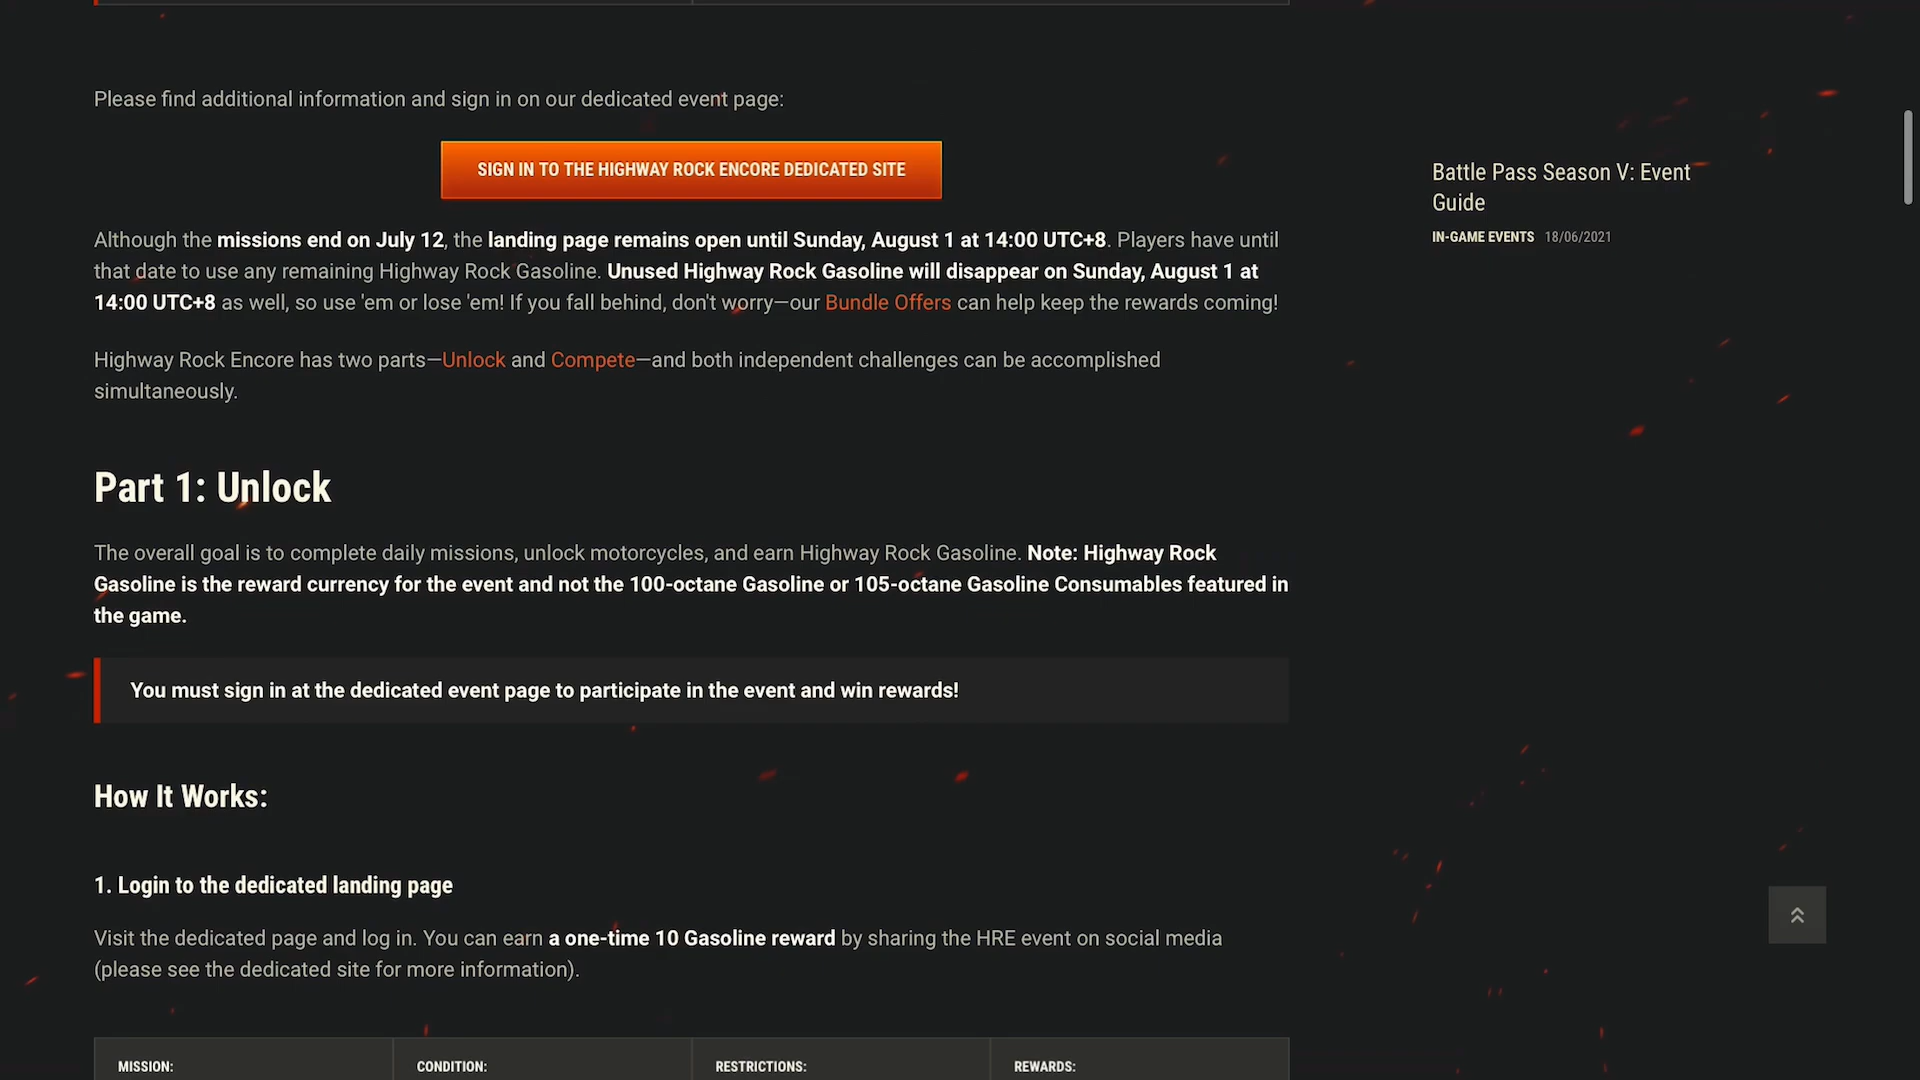 Please find additional information and sign in on our dedicated event page:
SIGN IN TO THE HIGHWAY ROCK ENCORE DEDICATED SITE
Although the missions end on July 12, the landing page remains open until Sunday, August 1 at 14:00 UTC+8. Players have until
that date to use any remaining Highway Rock Gasoline. Unused Highway Rock Gasoline will disappear on Sunday, August 1 at
14:00 UTC+8 as well, so use 'em or lose 'em! If you fall behind, don't worry—our Bundle Offers can help keep the rewards coming!
Highway Rock Encore has two parts—Unlock and Compete—and both independent challenges can be accomplished
simultaneously.
Part 1: Unlock
The overall goal is to complete daily missions, unlock motorcycles, and earn Highway Rock Gasoline. Note: Highway Rock
Gasoline is the reward currency for the event and not the 100-octane Gasoline or 105-octane Gasoline Consumables featured in
the game.
You must sign in at the dedicated event page to participate in the event and win rewards!
How It Works:
1. Login to the dedicated landing page
Visit the dedicated page and log in. You can earn a one-time 10 Gasoline reward by sharing the HRE event on social media
(please see the dedicated site for more information).
MISSION: CONDITION: RESTRICTIONS: REWARDS:
Battle Pass Season V: Event
Guide
IN-GAME EVENTS 18/06/2021